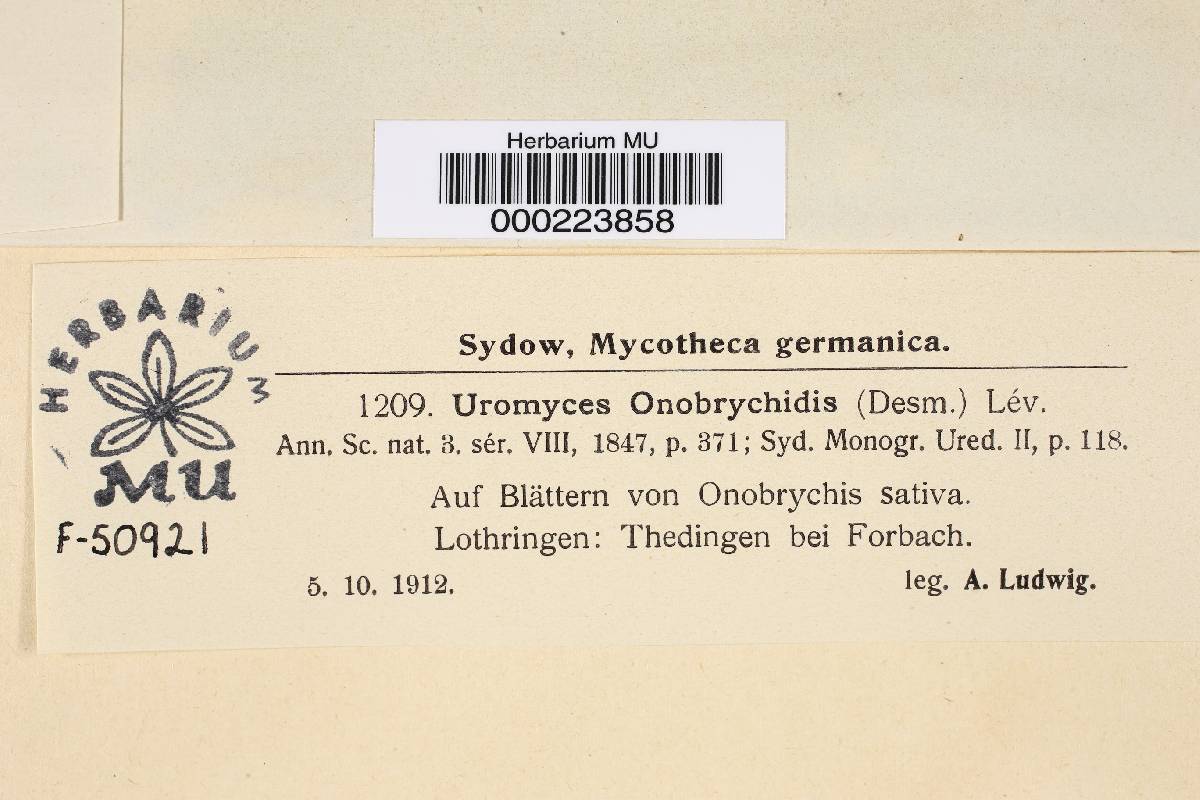 Herbarium MU
000223858
HERBARIUM
MU
F-50921
Sydow, Mycotheca germanica.
1209. Uromyces Onobrychidis (Desm.) Lév.
Ann. Sc. nat. 3. sér. VIII, 1847, p. 371; Syd. Monogr. Ured. II, p. 118.
Auf Blättern von Onobrychis sativa.
Lothringen: Thedingen bei Forbach.
5. 10. 1912.
leg. A. Ludwig.